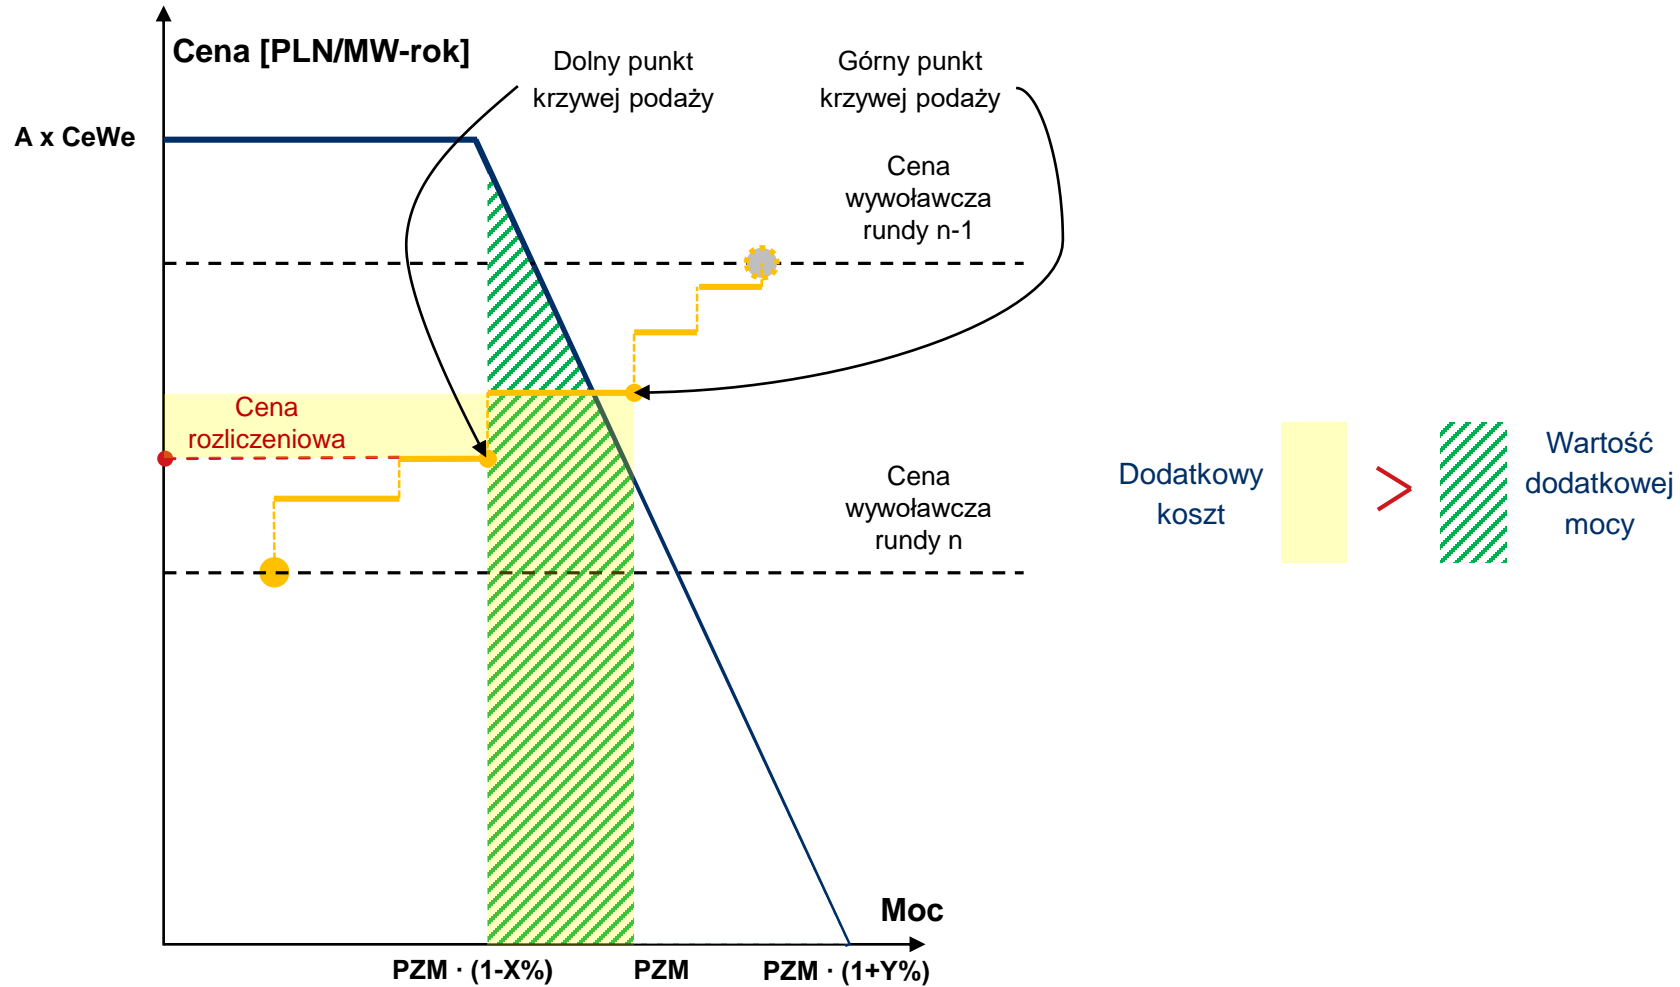 Cena [PLN/MW-rok]
Dolny punkt
krzywej podaży
Górny punkt
krzywej podaży
A x CeWe
Cena
wywoławcza
rundy n-1
Cena
rozliczeniowa
Cena
wywoławcza
rundy n
Dodatkowy
koszt
>
Wartość
dodatkowej
mocy
Moc
PZM · (1-X%)
PZM
PZM · (1+Y%)